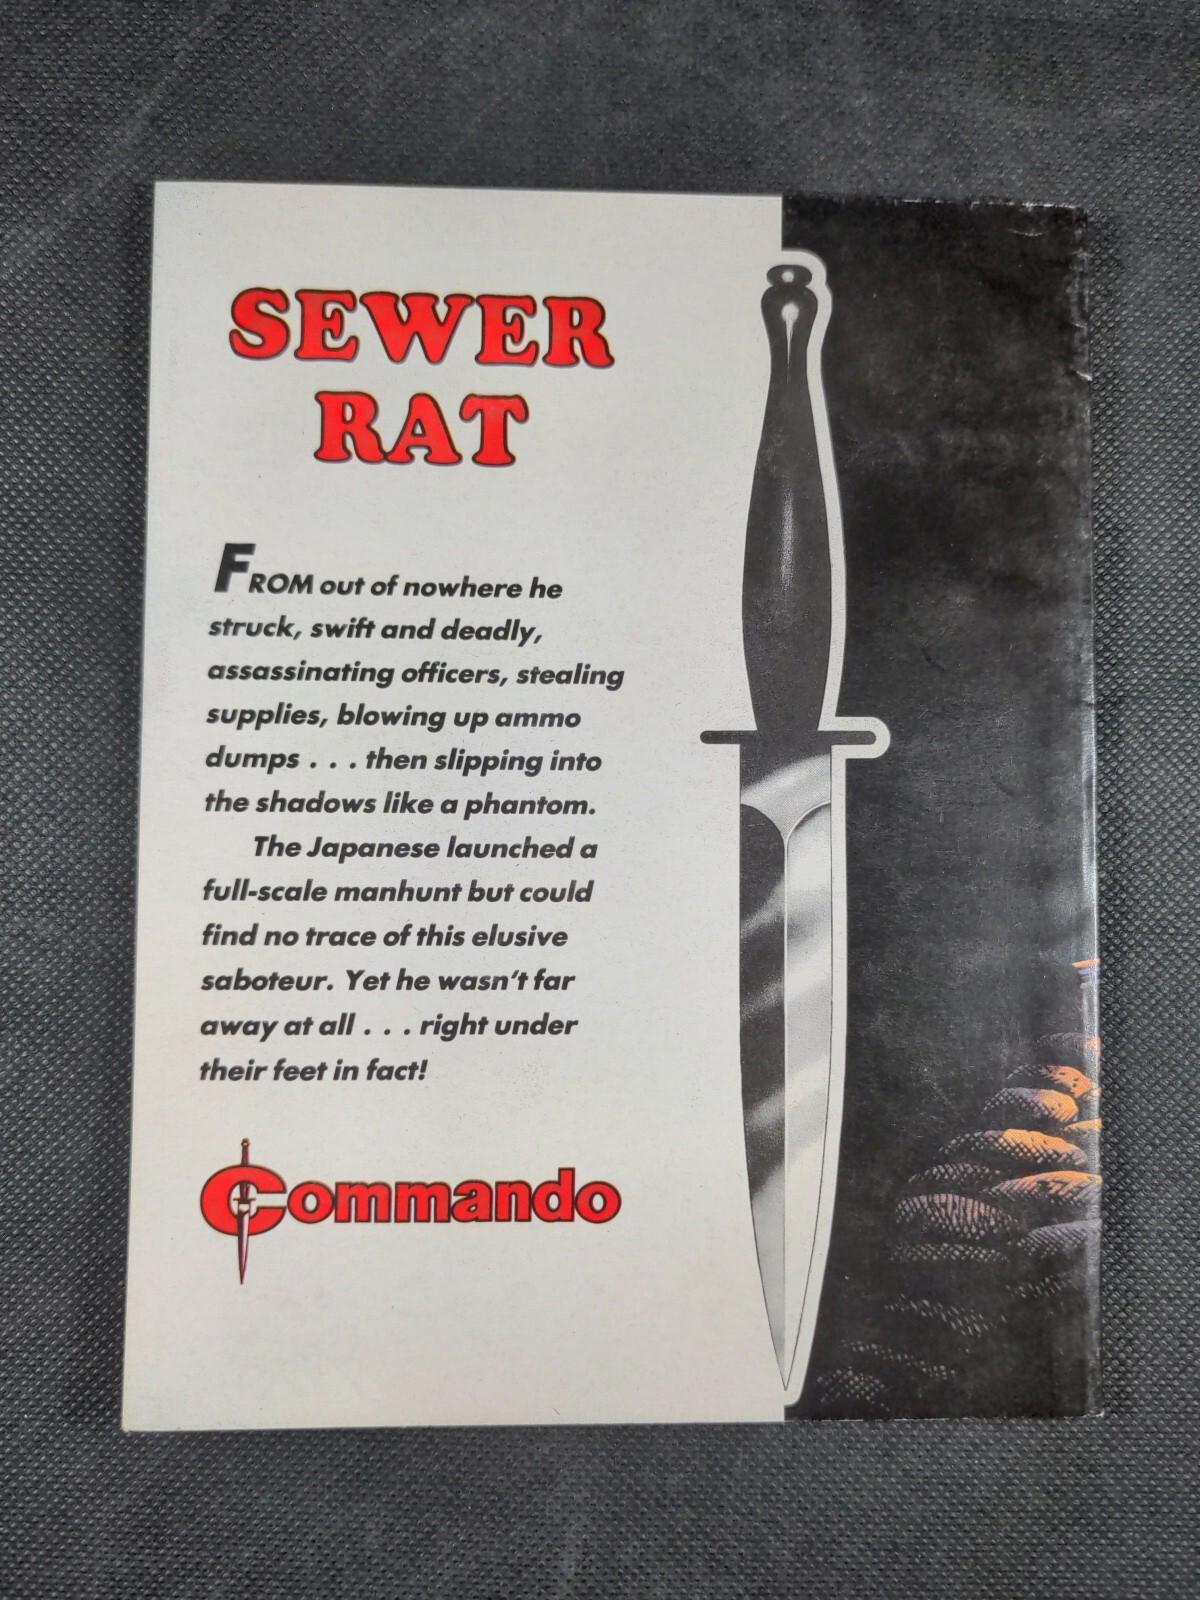 SEWER
RAT
FROM out of nowhere he
struck, swift and deadly,
assassinating officers, stealing
supplies, blowing up ammo
dumps . . . then slipping into
the shadows like a phantom.
The Japanese launched a
full-scale manhunt but could
find no trace of this elusive
saboteur. Yet he wasn't far
away at all . . . right under
their feet in fact!
Commando